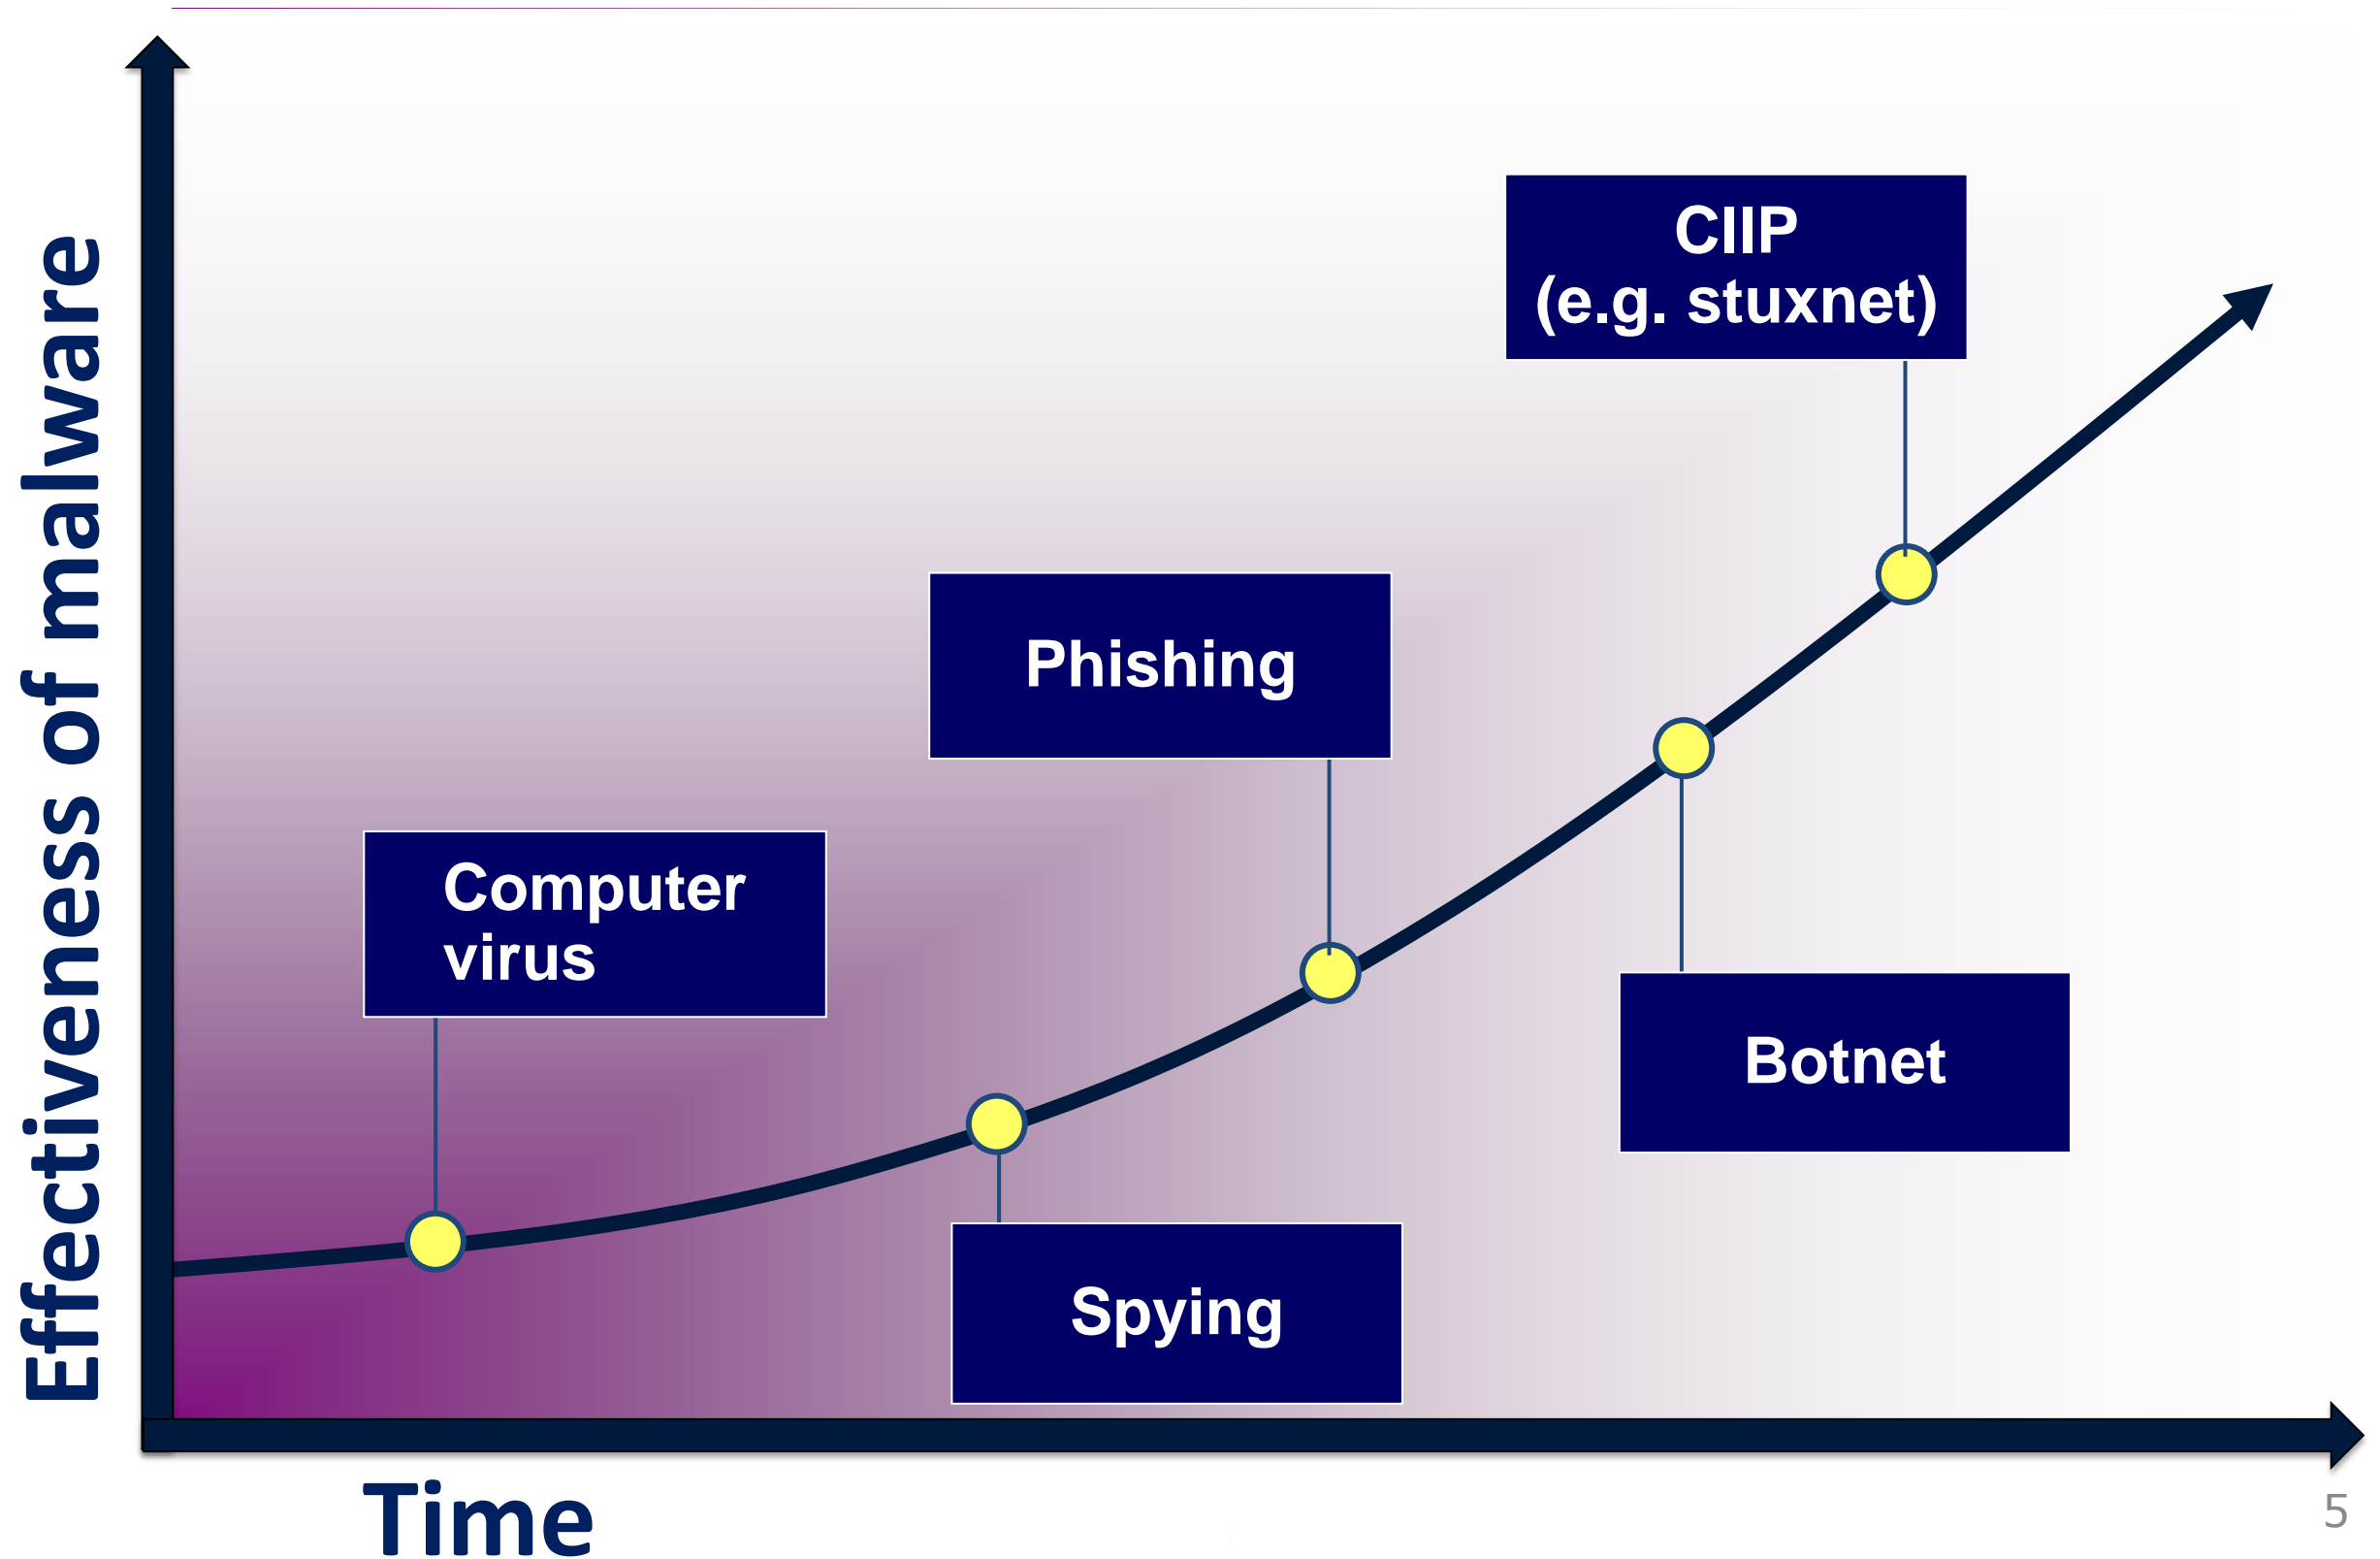 Effectiveness of malware
CIIP
(e.g. stuxnet)
Phishing
Computer
virus
Botnet
Spying
Time
5